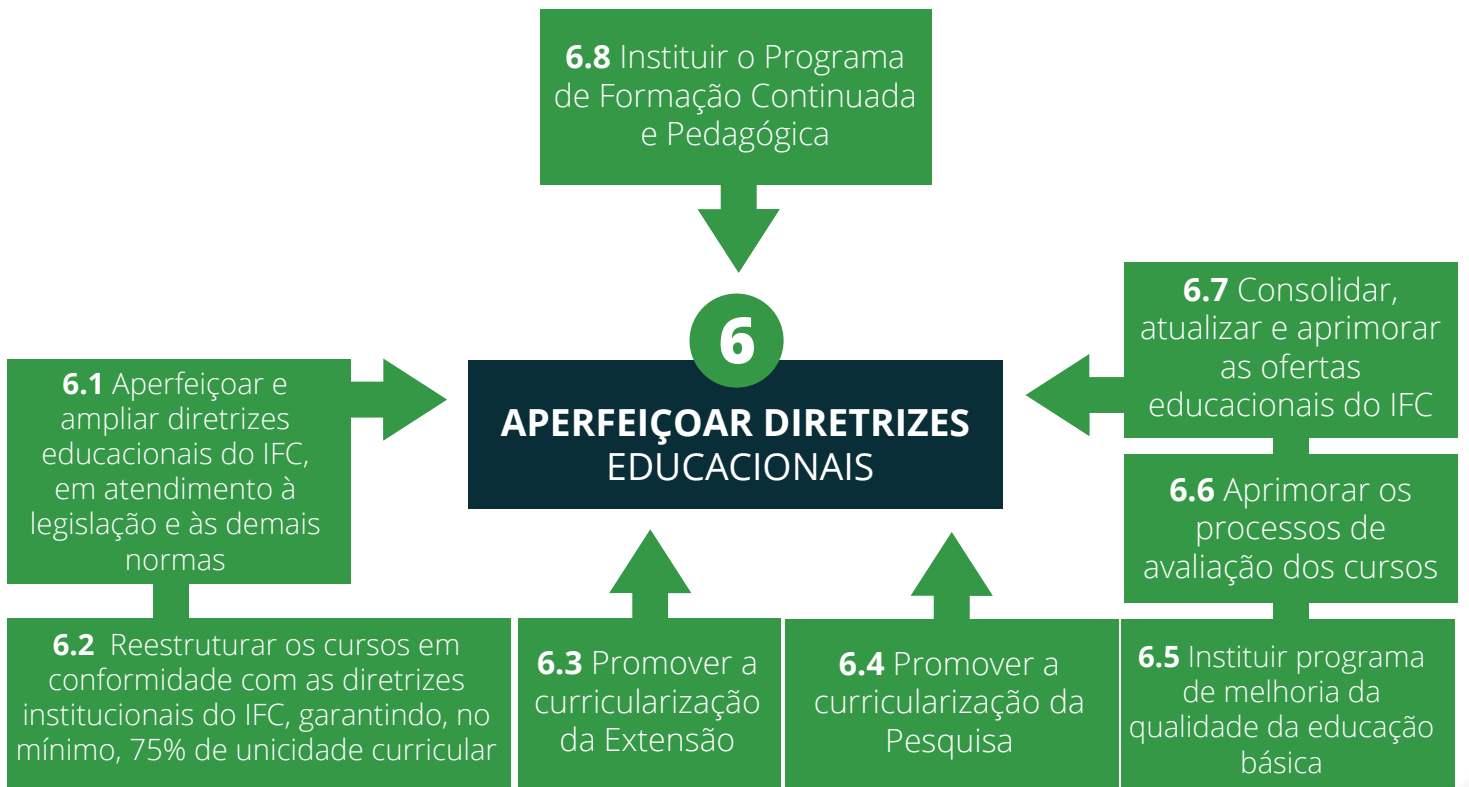 6.8 Instituir o Programa
de Formação Continuada
e Pedagógica
6
APERFEIÇOAR DIRETRIZES
EDUCACIONAIS
6.1 Aperfeiçoar e
ampliar diretrizes
educacionais do IFC,
em atendimento à
legislação e às demais
normas
6.2 Reestruturar os cursos em
conformidade com as diretrizes
institucionais do IFC, garantindo, no
mínimo, 75% de unicidade curricular
6.3 Promover a
curricularização
da Extensão
6.4 Promover a
curricularização da
Pesquisa
6.5 Instituir programa
de melhoria da
qualidade da educação
básica
6.6 Aprimorar os
processos de
avaliação dos cursos
6.7 Consolidar,
atualizar e aprimorar
as ofertas
educacionais do IFC